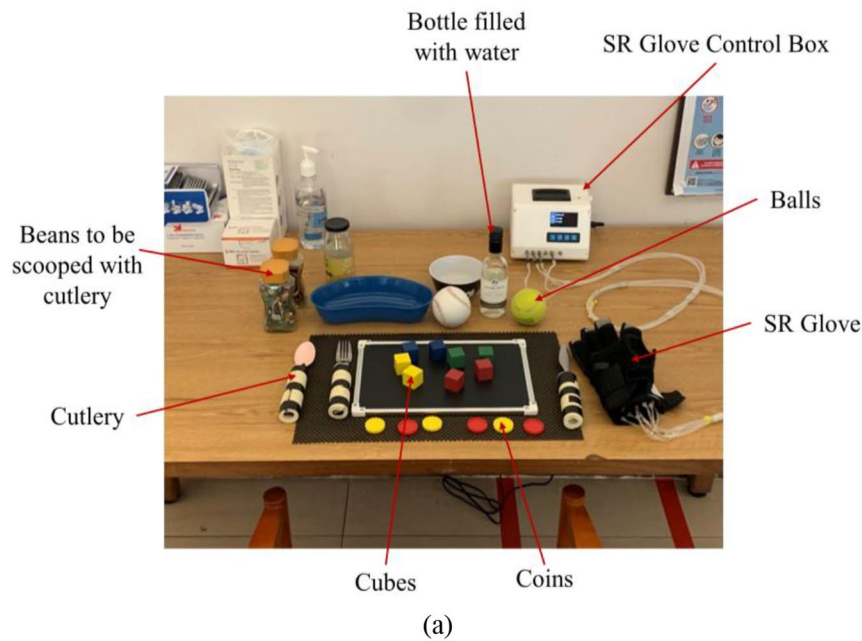 Bottle filled
with water
SR Glove Control Box
Balls
Beans to be
scooped with
cutlery
SR Glove
Cutlery
Cubes
Coins
(a)